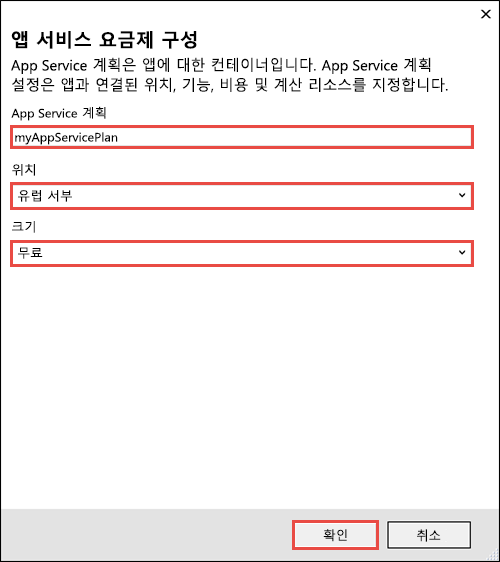 앱 서비스 요금제 구성
App Service 계획은 앱에 대한 컨테이너입니다. App Service 계획
설정은 앱과 연결된 위치, 기능, 비용 및 계산 리소스를 지정합니다.
App Service 계획
myAppServicePlan
위치
유럽 서부
크기
무료
확인
취소